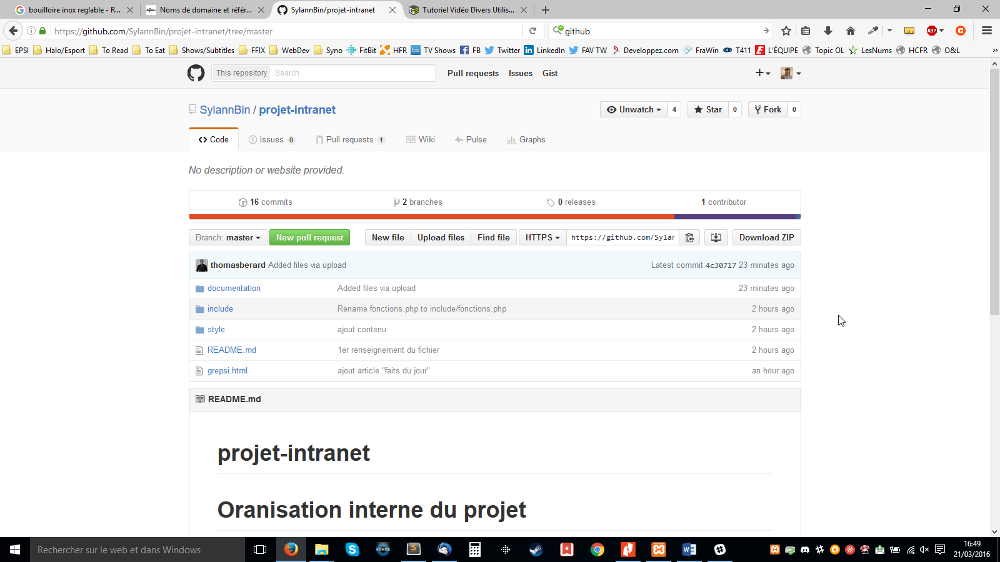 bouilloire inox reglable - R...
Noms de domaine et référ...
SylannBin/projet-intranet
Tutoriel Vidéo Divers Utilis...
https://github.com/SylannBin/projet-intranet/tree/master
github
EPSI
Halo/Esport
To Read
To Eat
Shows/Subtitles
FFIX
WebDev
Syno
FitBit
HFR
TV Shows
FB
Twitter
LinkedIn
FAV TW
Developpez.com
FraWin
T411
L'ÉQUIPE
Topic OL
LesNums
HCFR
O&L
This repository
Search
Pull requests
Issues
Gist
SylannBin / projet-intranet
Unwatch
4
Star
0
Fork
0
Code
Issues 0
Pull requests 1
Wiki
Pulse
Graphs
No description or website provided.
16 commits
2 branches
0 releases
1 contributor
Branch: master
New pull request
New file
Upload files
Find file
HTTPS
https://github.com/Sylar
Download ZIP
thomasberard Added files via upload
Latest commit 4c30717 23 minutes ago
documentation
Added files via upload
23 minutes ago
include
Rename fonctions.php to include/fonctions.php
2 hours ago
style
ajout contenu
2 hours ago
README.md
1er renseignement du fichier
2 hours ago
grepsi.html
ajout article "faits du jour"
an hour ago
README.md
projet-intranet
Oranisation interne du projet
Rechercher sur le web et dans Windows
SONOS
16:49
21/03/2016